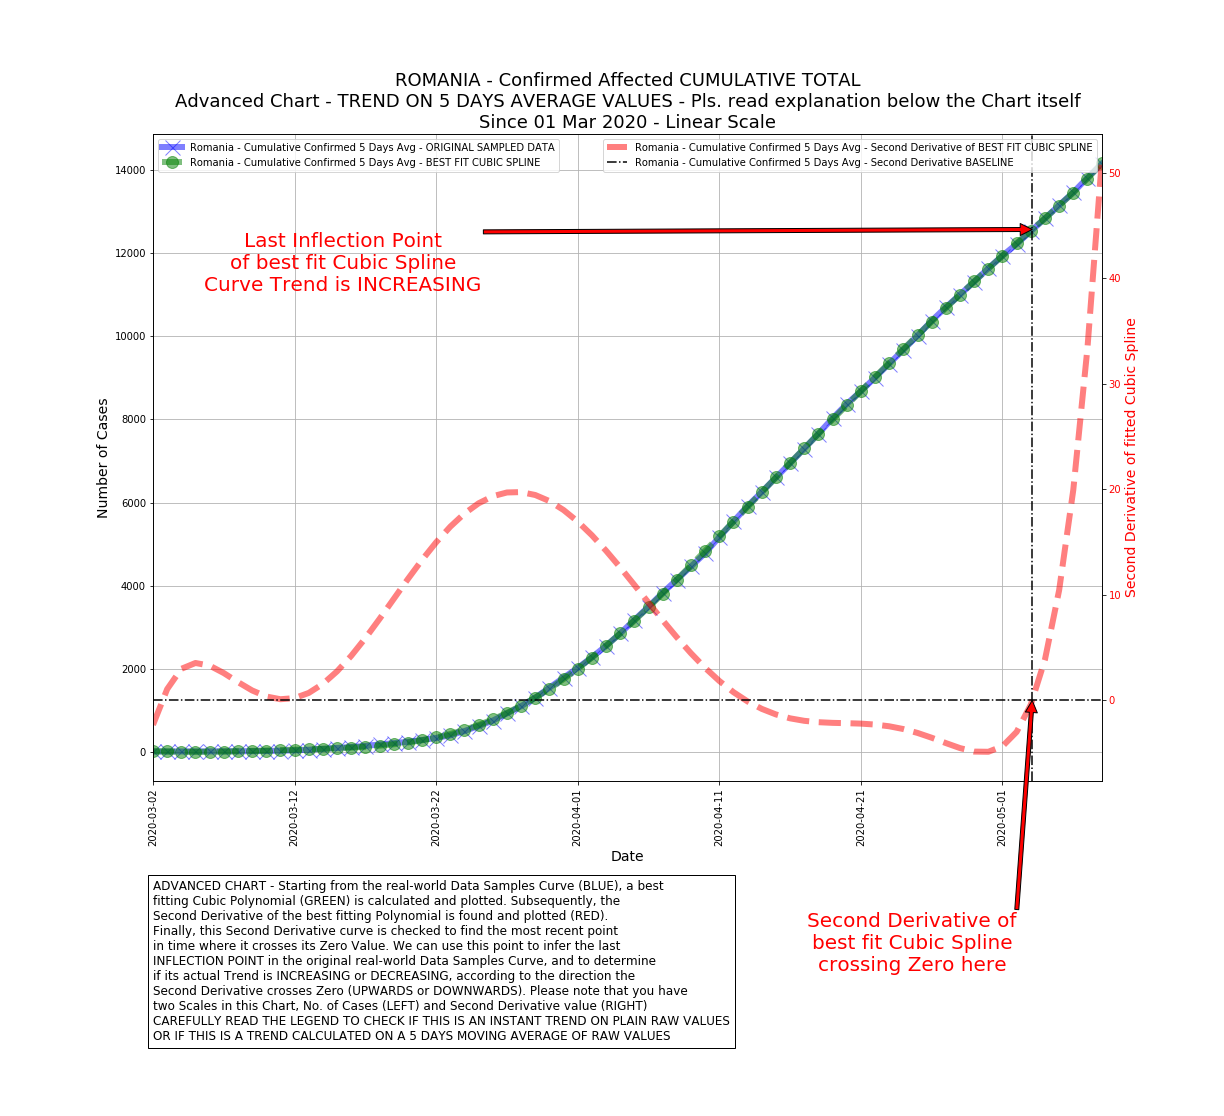 ROMANIA - Confirmed Affected CUMULATIVE TOTAL
Advanced Chart - TREND ON 5 DAYS AVERAGE VALUES - Pls. read explanation below the Chart itself
Since 01 Mar 2020 - Linear Scale
Romania - Cumulative Confirmed 5 Days Avg - ORIGINAL SAMPLED DATA
Romania - Cumulative Confirmed 5 Days Avg - BEST FIT CUBIC SPLINE
Romania - Cumulative Confirmed 5 Days Avg - Second Derivative of BEST FIT CUBIC SPLINE
Romania - Cumulative Confirmed 5 Days Avg - Second Derivative BASELINE
Last Inflection Point
of best fit Cubic Spline
Curve Trend is INCREASING
Number of Cases
14000
12000
10000
8000
6000
4000
2000
0
50
40
30
20
10
0
Second Derivative of fitted Cubic Spline
2020-03-02
2020-03-12
2020-03-22
2020-04-01
2020-04-11
2020-04-21
2020-05-01
Date
ADVANCED CHART - Starting from the real-world Data Samples Curve (BLUE), a best
fitting Cubic Polynomial (GREEN) is calculated and plotted. Subsequently, the
Second Derivative of the best fitting Polynomial is found and plotted (RED).
Finally, this Second Derivative curve is checked to find the most recent point
in time where it crosses its Zero Value. We can use this point to infer the last
INFLECTION POINT in the original real-world Data Samples Curve, and to determine
if its actual Trend is INCREASING or DECREASING, according to the direction the
Second Derivative crosses Zero (UPWARDS or DOWNWARDS). Please note that you have
two Scales in this Chart, No. of Cases (LEFT) and Second Derivative value (RIGHT)
CAREFULLY READ THE LEGEND TO CHECK IF THIS IS AN INSTANT TREND ON PLAIN RAW VALUES
OR IF THIS IS A TREND CALCULATED ON A 5 DAYS MOVING AVERAGE OF RAW VALUES
Second Derivative of
best fit Cubic Spline
crossing Zero here